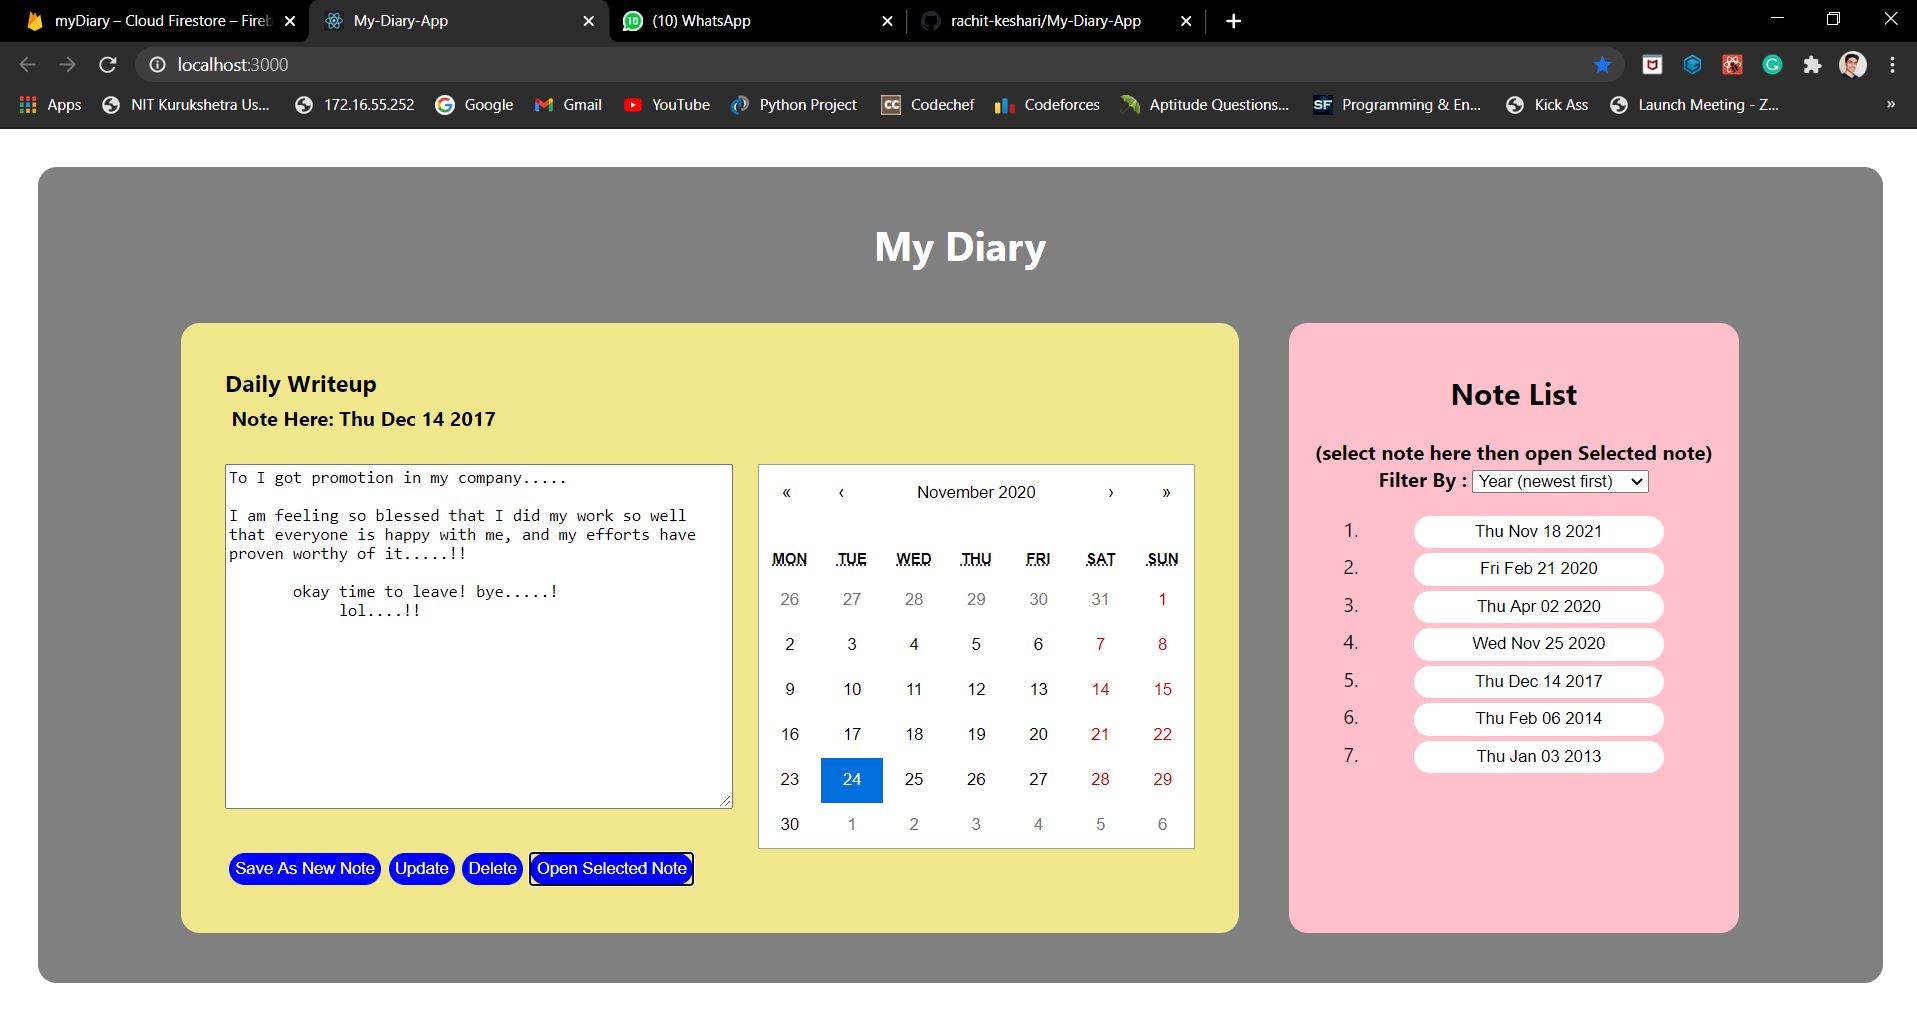 myDiary – Cloud Firestore – Fireb
My-Diary-App
(10) WhatsApp
rachit-keshari/My-Diary-App
localhost:3000
Apps
NIT Kurukshetra Us...
172.16.55.252
Google
Gmail
YouTube
Python Project
Codechef
Codeforces
Aptitude Questions...
Programming & En...
Kick Ass
Launch Meeting - Z...
»
My Diary
Daily Writeup
Note Here: Thu Dec 14 2017
To I got promotion in my company.....
I am feeling so blessed that I did my work so well
that everyone is happy with me, and my efforts have
proven worthy of it.....!!
okay time to leave! bye.....!
lol....!!
« ‹ November 2020 › »
MON TUE WED THU FRI SAT SUN
26 27 28 29 30 31 1
2 3 4 5 6 7 8
9 10 11 12 13 14 15
16 17 18 19 20 21 22
23 24 25 26 27 28 29
30 1 2 3 4 5 6
Save As New Note Update Delete Open Selected Note
Note List
(select note here then open Selected note)
Filter By : Year (newest first)
1. Thu Nov 18 2021
2. Fri Feb 21 2020
3. Thu Apr 02 2020
4. Wed Nov 25 2020
5. Thu Dec 14 2017
6. Thu Feb 06 2014
7. Thu Jan 03 2013